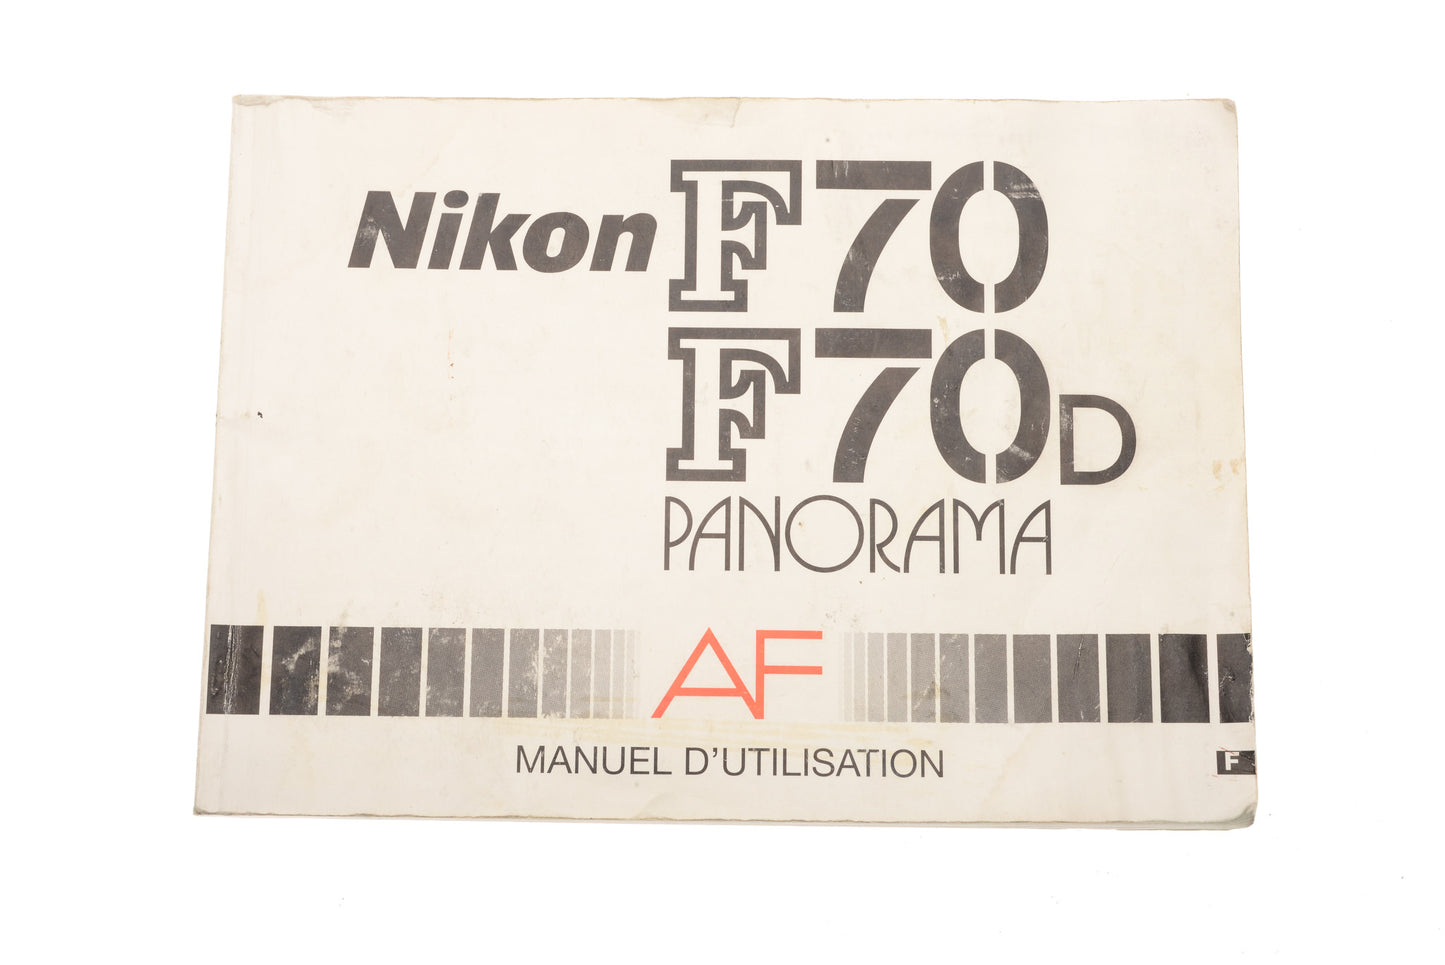 Nikon F70
F70D
PANORAMA
AF
MANUEL D'UTILISATION
F